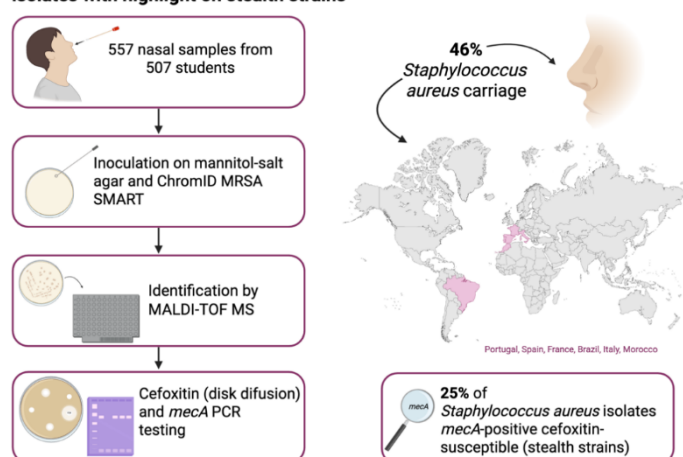 isolates with highlight on stealth strains
557 nasal samples from
507 students
Inoculation on mannitol-salt
agar and ChromID MRSA
SMART
Identification by
MALDI-TOF MS
Cefoxitin (disk difusion)
and mecA PCR
testing
46%
Staphylococcus
aureus carriage
Portugal, Spain, France, Brazil, Italy, Morocco
mecA
25% of
Staphylococcus aureus isolates
mecA-positive cefoxitin-
susceptible (stealth strains)